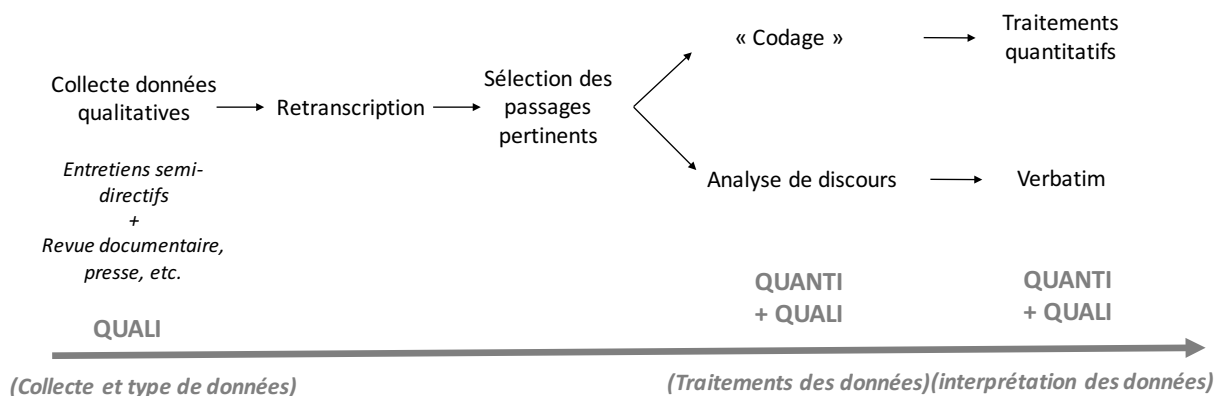 Collecte données
qualitatives
Retranscription
Sélection des
passages
pertinents
« Codage »
Traitements
quantitatifs
Analyse de discours
Verbatim
Entretiens semi-
directifs
+
Revue documentaire,
presse, etc.
QUALI
QUANTI
+ QUALI
QUANTI
+ QUALI
(Collecte et type de données)
(Traitements des données)
(interprétation des données)